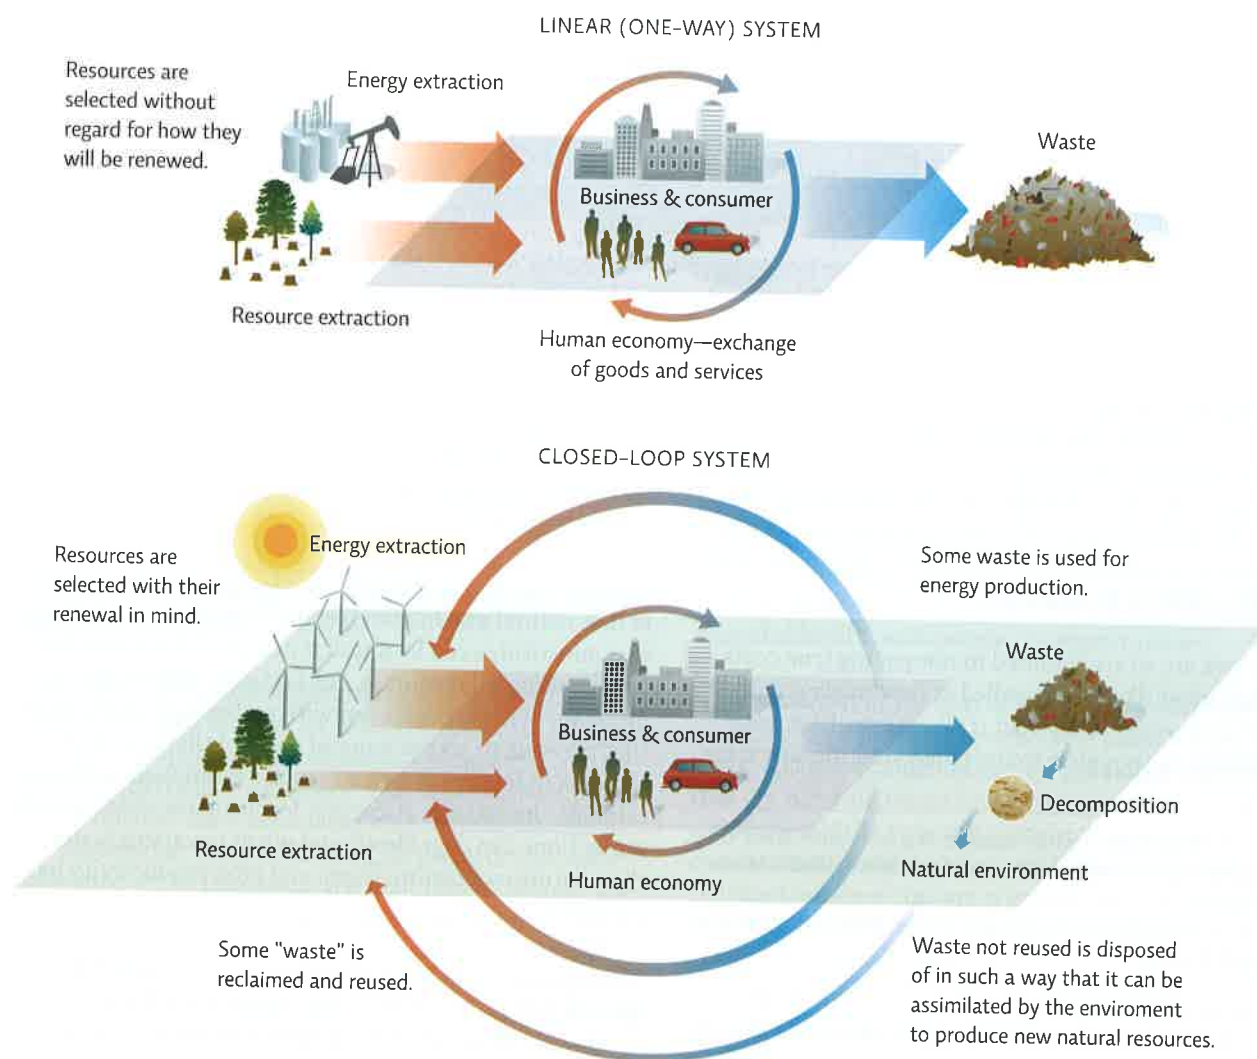 LINEAR (ONE-WAY) SYSTEM
Resources are
selected without
regard for how they
will be renewed.
Energy extraction
Waste
Business & consumer
Resource extraction
Human economy—exchange
of goods and services
CLOSED-LOOP SYSTEM
Energy extraction
Resources are
selected with their
renewal in mind.
Some waste is used for
energy production.
Waste
Business & consumer
Decomposition
Resource extraction
Natural environment
Human economy
Some "waste" is
reclaimed and reused.
Waste not reused is disposed
of in such a way that it can be
assimilated by the enviroment
to produce new natural resources.